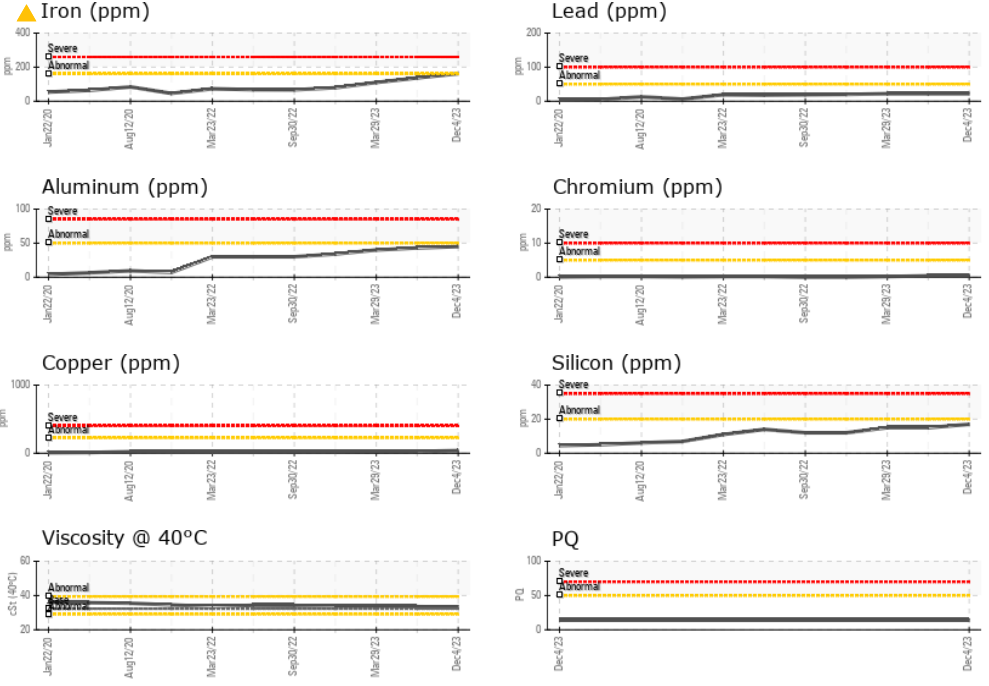 Iron (ppm)
400
200
0
ppm
Severe
Abnormal
Jan22/20
Aug12/20
Mar23/22
Sep30/22
Mar29/23
Dec4/23
Lead (ppm)
200
100
0
ppm
Severe
Abnormal
Jan22/20
Aug12/20
Mar23/22
Sep30/22
Mar29/23
Dec4/23
Aluminum (ppm)
100
50
0
ppm
Severe
Abnormal
Jan22/20
Aug12/20
Mar23/22
Sep30/22
Mar29/23
Dec4/23
Chromium (ppm)
20
10
0
ppm
Severe
Abnormal
Jan22/20
Aug12/20
Mar23/22
Sep30/22
Mar29/23
Dec4/23
Copper (ppm)
1000
500
0
ppm
Severe
Abnormal
Jan22/20
Aug12/20
Mar23/22
Sep30/22
Mar29/23
Dec4/23
Silicon (ppm)
40
20
0
ppm
Severe
Abnormal
Jan22/20
Aug12/20
Mar23/22
Sep30/22
Mar29/23
Dec4/23
Viscosity @ 40°C
60
40
20
cSt (40°C)
Abnormal
Abnormal
Jan22/20
Aug12/20
Mar23/22
Sep30/22
Mar29/23
Dec4/23
PQ
100
50
0
PQ
Severe
Abnormal
Dec4/23
Dec4/23